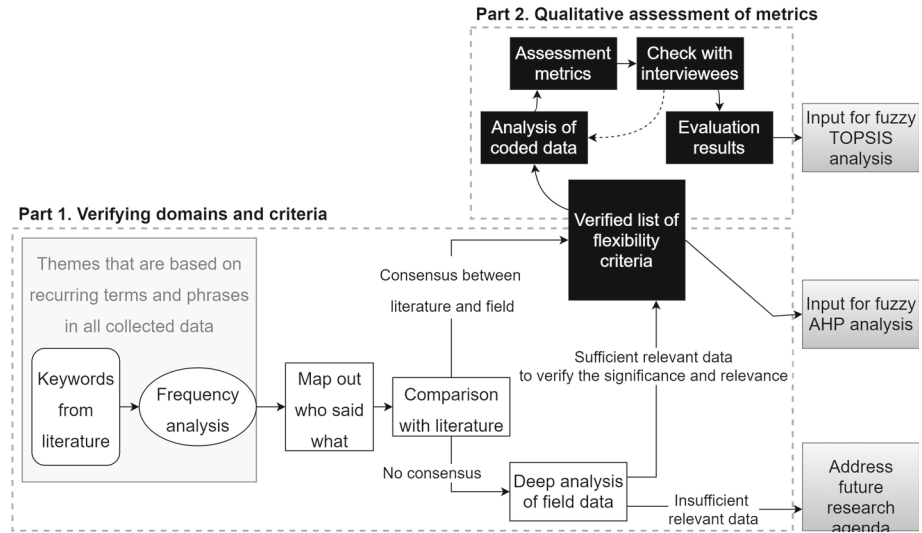 Part 2. Qualitative assessment of metrics
Assessment
metrics
Check with
interviewees
Analysis of
coded data
Evaluation
results
Input for fuzzy
TOPSIS
analysis
Part 1. Verifying domains and criteria
Verified list of
flexibility
criteria
Themes that are based on
recurring terms and phrases
in all collected data
Consensus between
literature and field
Input for fuzzy
AHP analysis
Keywords
from
literature
Frequency
analysis
Map out
who said
what
Comparison
with literature
Sufficient relevant data
to verify the significance and relevance
No consensus
Deep analysis
of field data
Insufficient
relevant data
Address
future
research
agenda